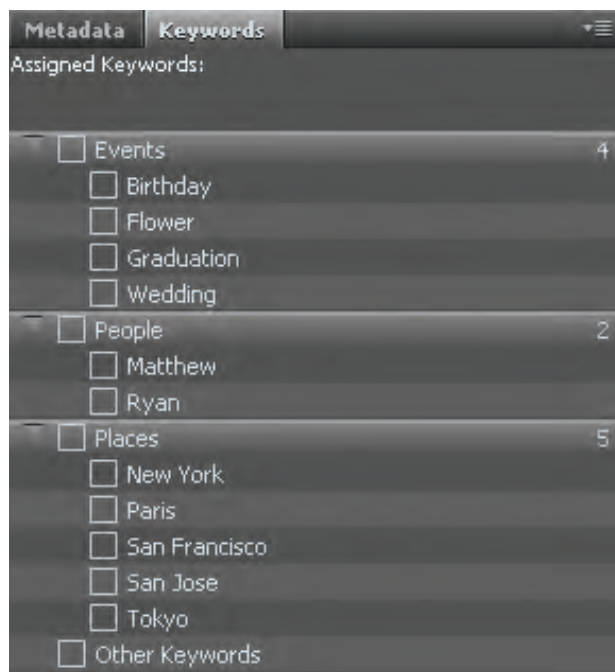 Metadata Keywords
Assigned Keywords:
Events 4
Birthday
Flower
Graduation
Wedding
People 2
Matthew
Ryan
Places 5
New York
Paris
San Francisco
San Jose
Tokyo
Other Keywords